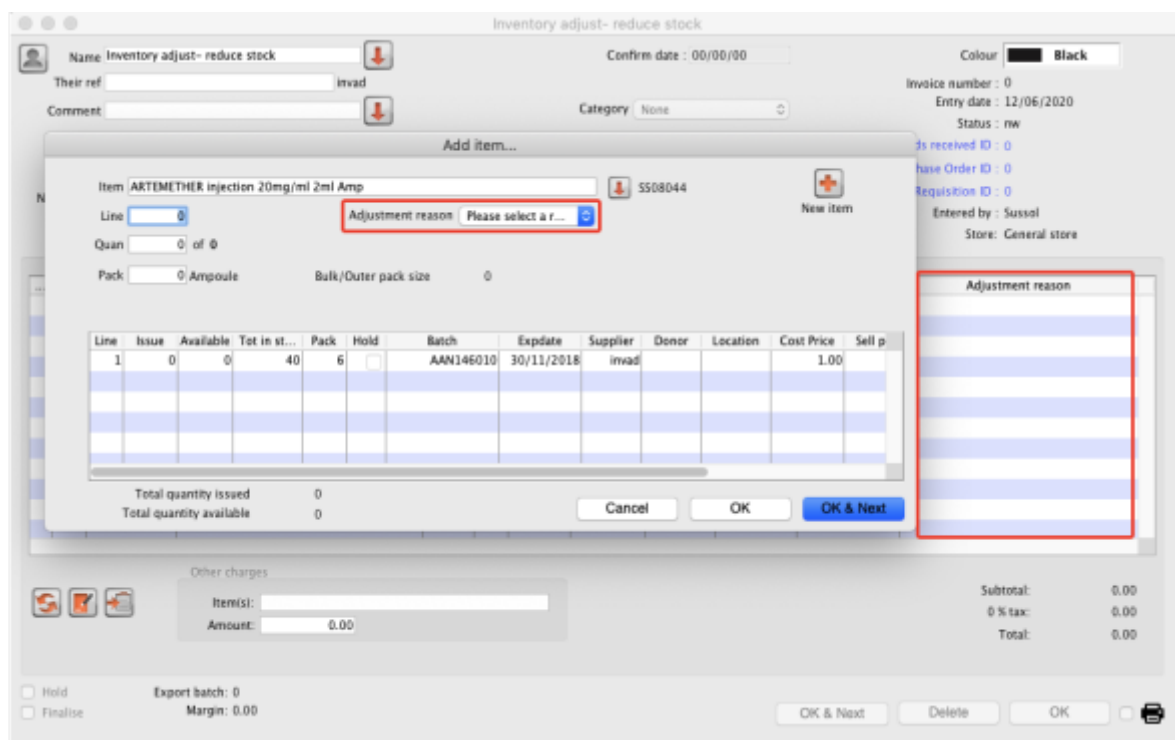 Inventory adjust- reduce stock
Name Inventory adjust- reduce stock
Confirm date : 00/00/00
Colour Black
Their ref
invad
Invoice number : 0
Comment
Category None
Entry date : 12/06/2020
Status : nw
ds received ID : 0
hase Order ID : 0
Requisition ID : 0
Entered by : Sussol
Store: General store
N
Add item...
Item ARTEMETHER injection 20mg/ml 2ml Amp
SS08044
New item
Line 0
Adjustment reason Please select a r...
Quan 0 of 0
Pack 0 Ampoule
Bulk/Outer pack size 0
... Adjustment reason
Line Issue Available Tot in st... Pack Hold Batch Expdate Supplier Donor Location Cost Price Sell p
1 0 0 40 6 AAN146010 30/11/2018 invad 1.00
Total quantity issued 0
Total quantity available 0
Cancel OK OK & Next
Other charges
Item(s):
Amount: 0.00
Subtotal: 0.00
0 % tax: 0.00
Total: 0.00
Hold
Export batch: 0
Finalise
Margin: 0.00
OK & Next Delete OK